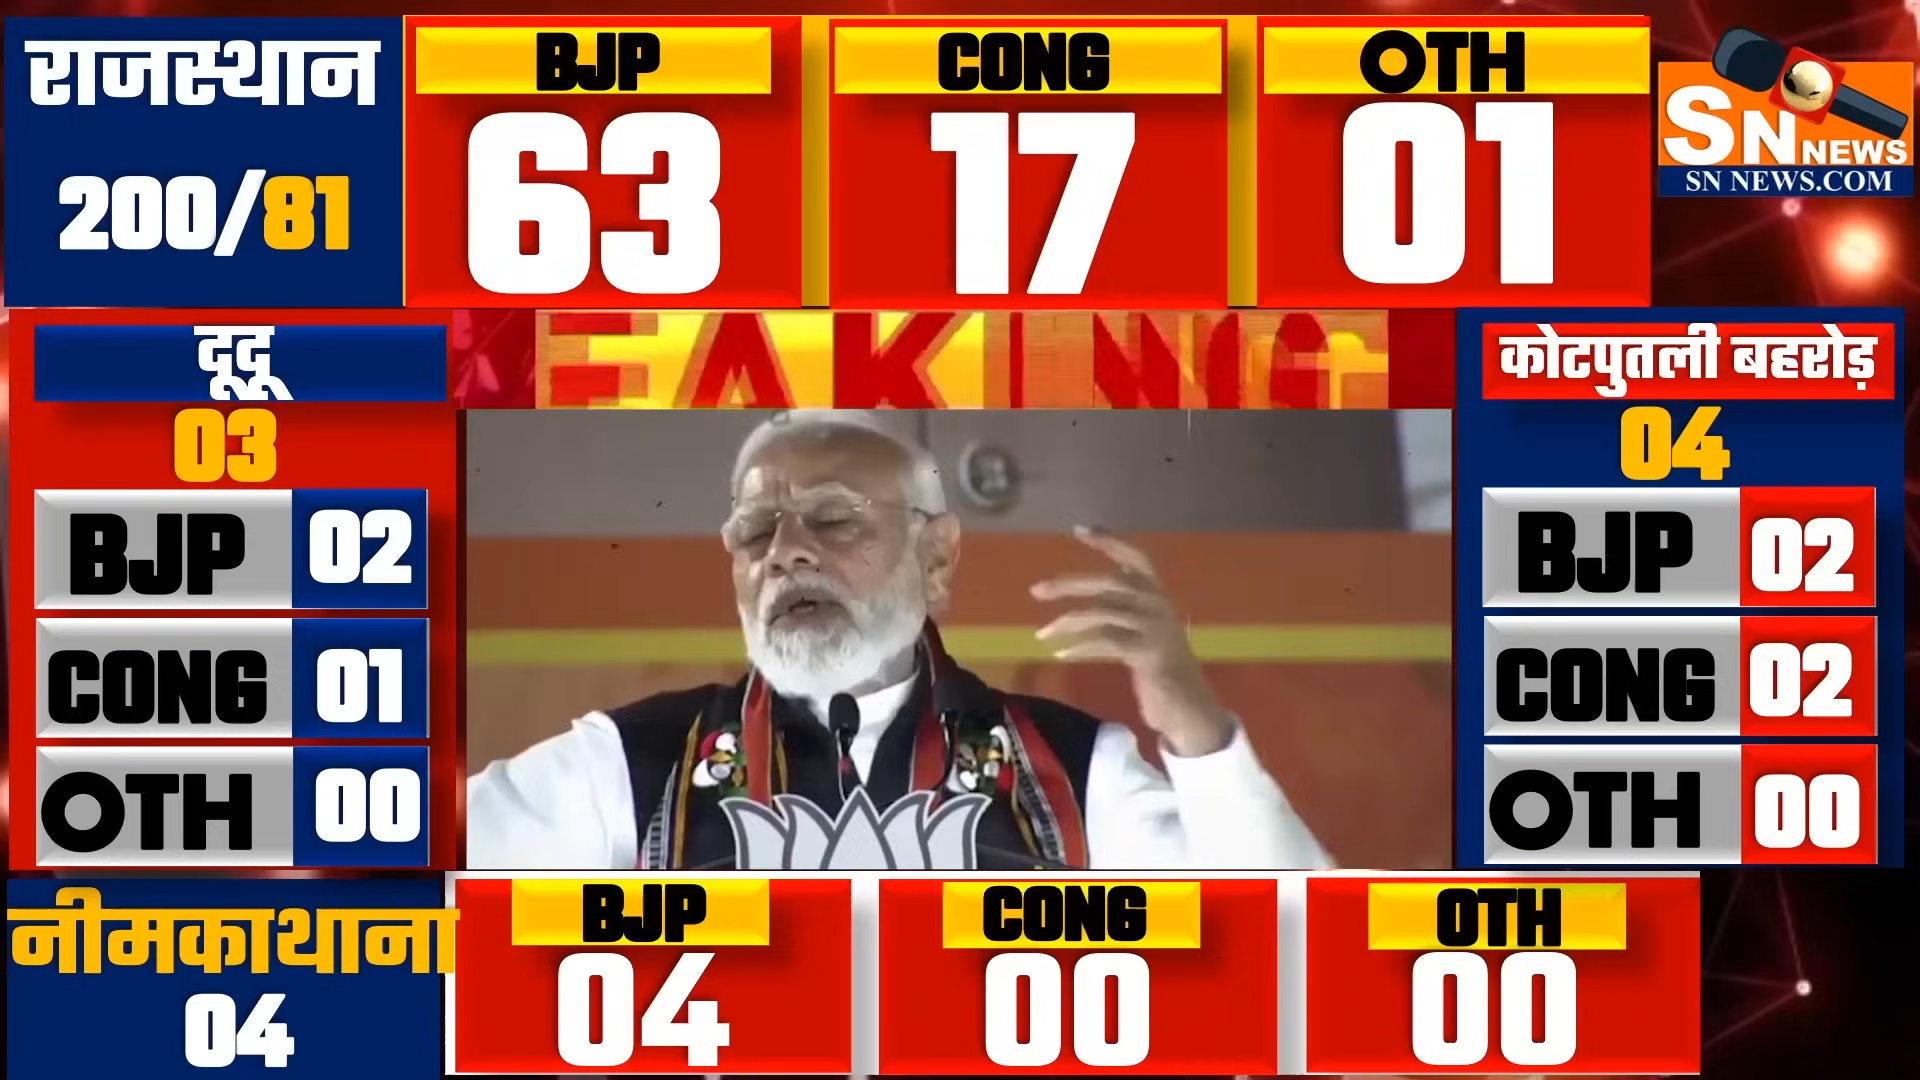 राजस्थान
200/81
BJP
63
CONG
17
OTH
01
SN NEWS
SN NEWS.COM
दूदू
03
BJP 02
CONG 01
OTH 00
EAKING
कोटपुतली बहरोड़
04
BJP 02
CONG 02
OTH 00
नीमकाथाना
04
BJP
04
CONG
00
OTH
00